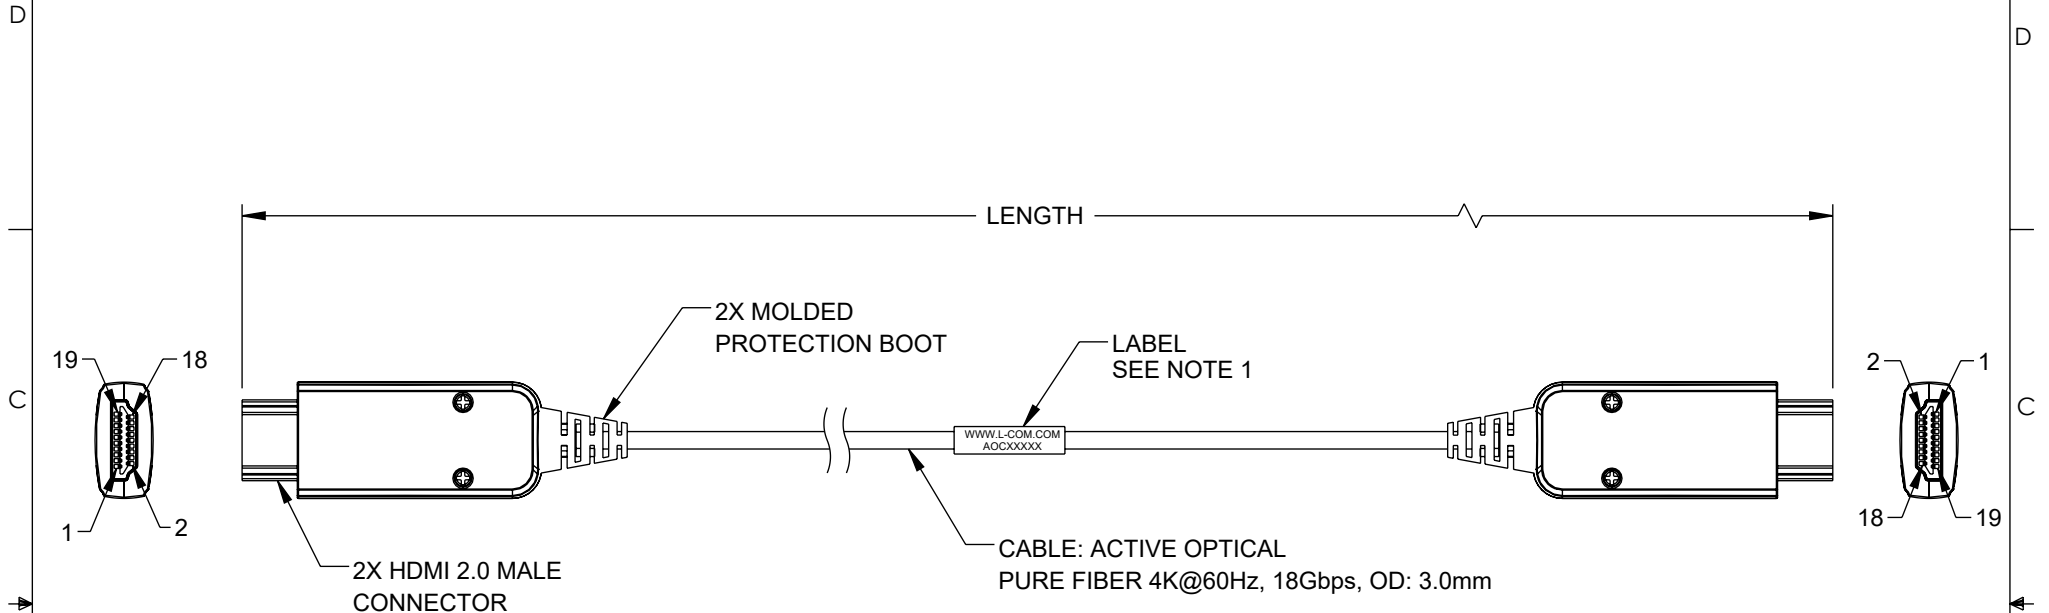 D
D
LENGTH
2X MOLDED
PROTECTION BOOT
LABEL
SEE NOTE 1
19
18
2
1
C
C
WWW.L-COM.COM
AOCXXXXX
1
2
18
19
2X HDMI 2.0 MALE
CONNECTOR
CABLE: ACTIVE OPTICAL
PURE FIBER 4K@60Hz, 18Gbps, OD: 3.0mm